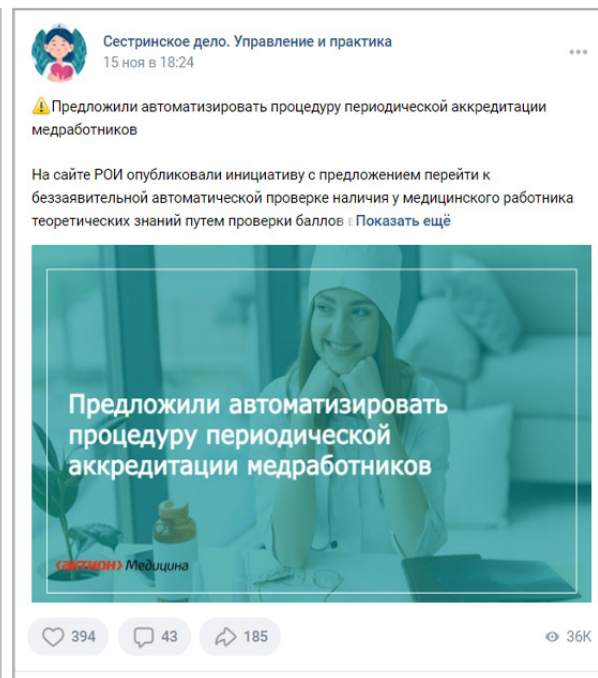 Сестринское дело. Управление и практика
15 ноя в 18:24
Предложили автоматизировать процедуру периодической аккредитации
медработников
На сайте РОИ опубликовали инициативу с предложением перейти к
беззаявительной автоматической проверке наличия у медицинского работника
теоретических знаний путем проверки баллов Показать ещё
Предложили автоматизировать
процедуру периодической
аккредитации медработников
‹актион› Медицина
394 43 185 36K